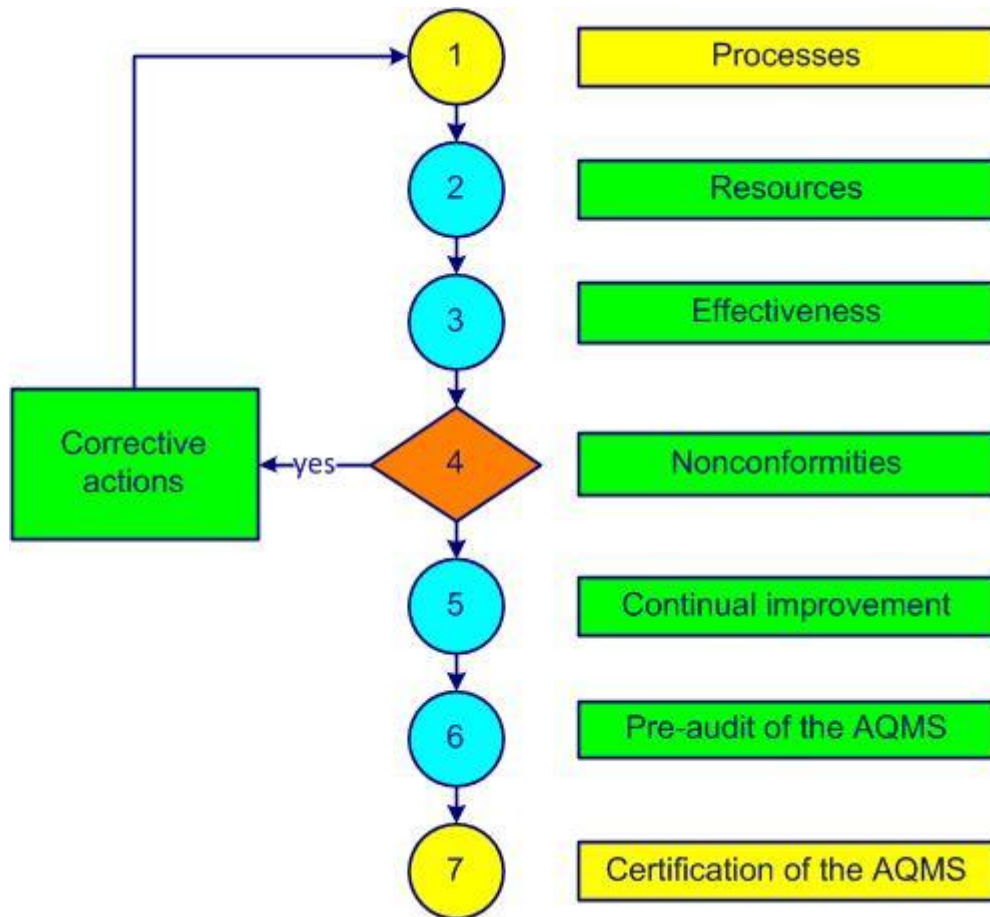 1
Processes
2
Resources
3
Effectiveness
Corrective
actions
yes
4
Nonconformities
5
Continual improvement
6
Pre-audit of the AQMS
7
Certification of the AQMS